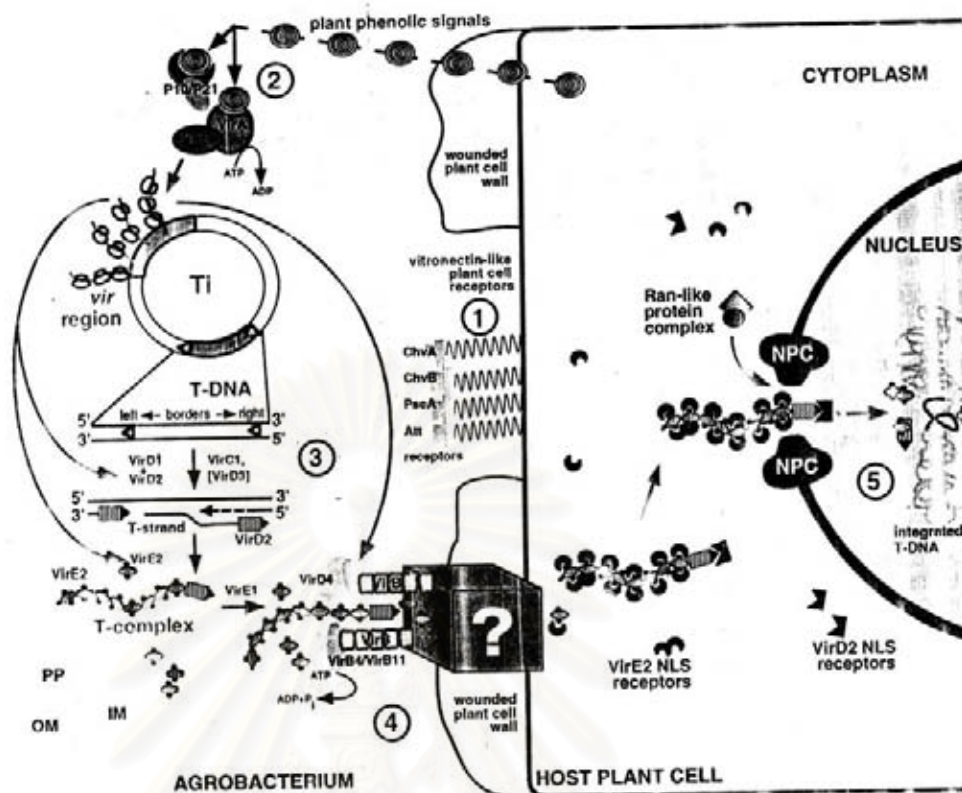 plant phenolic signals
CYTOPLASM
P10/P21
②
ATP
ADP
wounded
plant cell
wall
NUCLEUS
Ti
vir
region
vitronectin-like
plant cell
receptors
①
Ran-like
protein
complex
NPC
ChvA
ChvB
PscA
Att
receptors
T-DNA
5'
left
borders
right
3'
3'
5'
VirD1
+
VirD2
VirC1,
[VirD3]
③
5'
3'
3'
5'
T-strand
VirD2
NPC
⑤
integrated
T-DNA
VirE2
VirE2
VirE1
T-complex
VirD4
VirB
VirB4/VirB11
ATP
ADP+Pi
④
?
VirE2 NLS
receptors
VirD2 NLS
receptors
PP
OM
IM
wounded
plant cell
wall
AGROBACTERIUM
HOST PLANT CELL